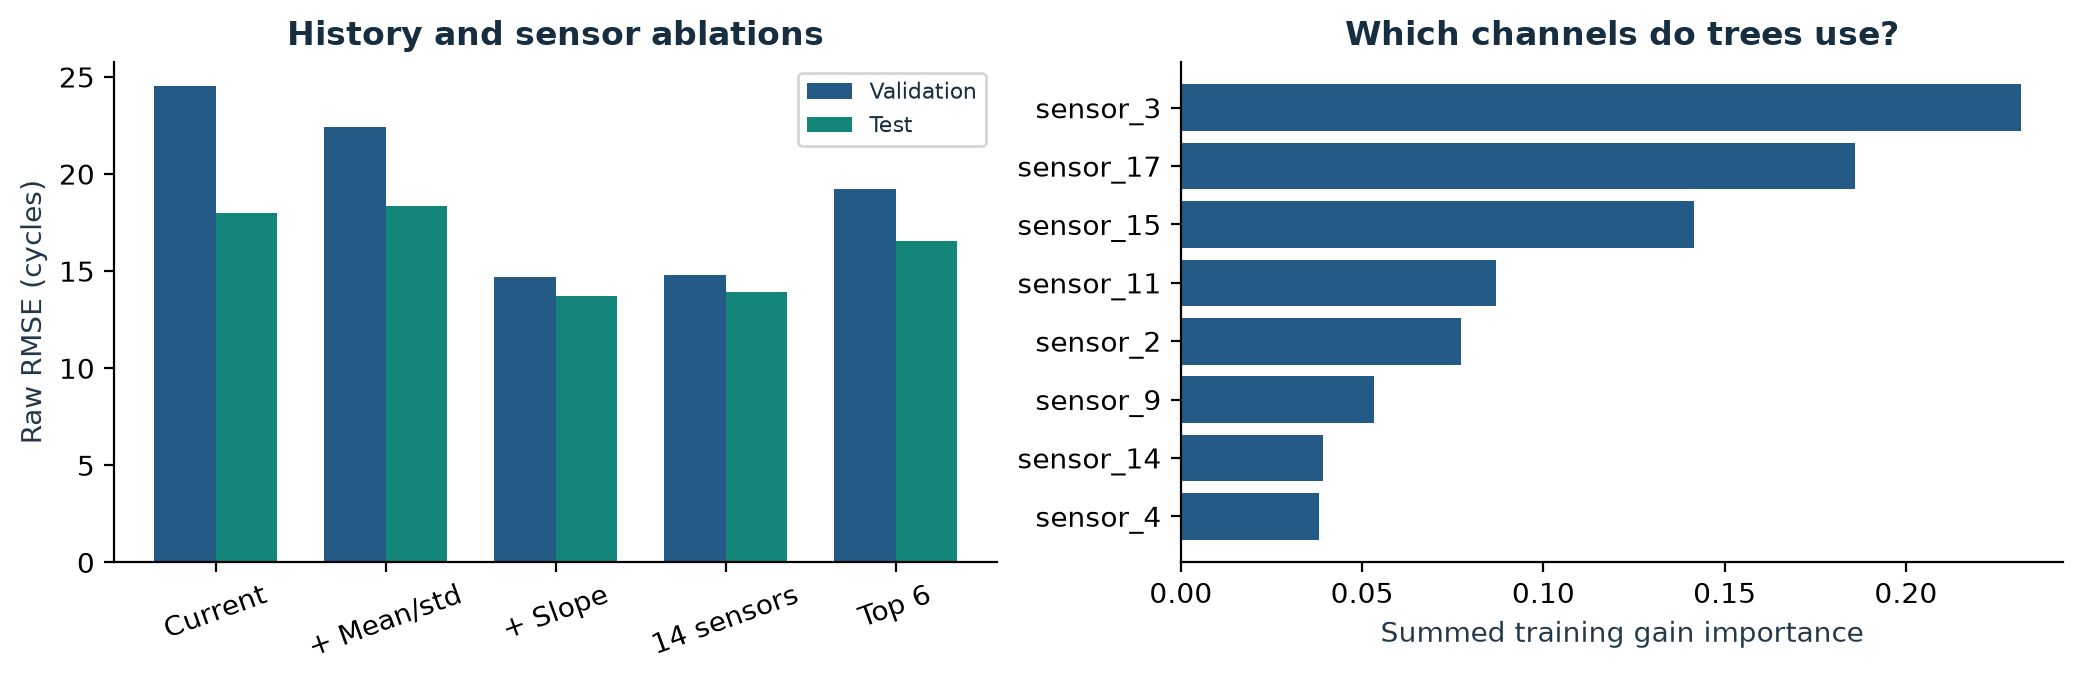 History and sensor ablations
Raw RMSE (cycles)
25
20
15
10
5
0
Validation
Test
Current
+ Mean/std
+ Slope
14 sensors
Top 6
Which channels do trees use?
sensor_3
sensor_17
sensor_15
sensor_11
sensor_2
sensor_9
sensor_14
sensor_4
0.00
0.05
0.10
0.15
0.20
Summed training gain importance